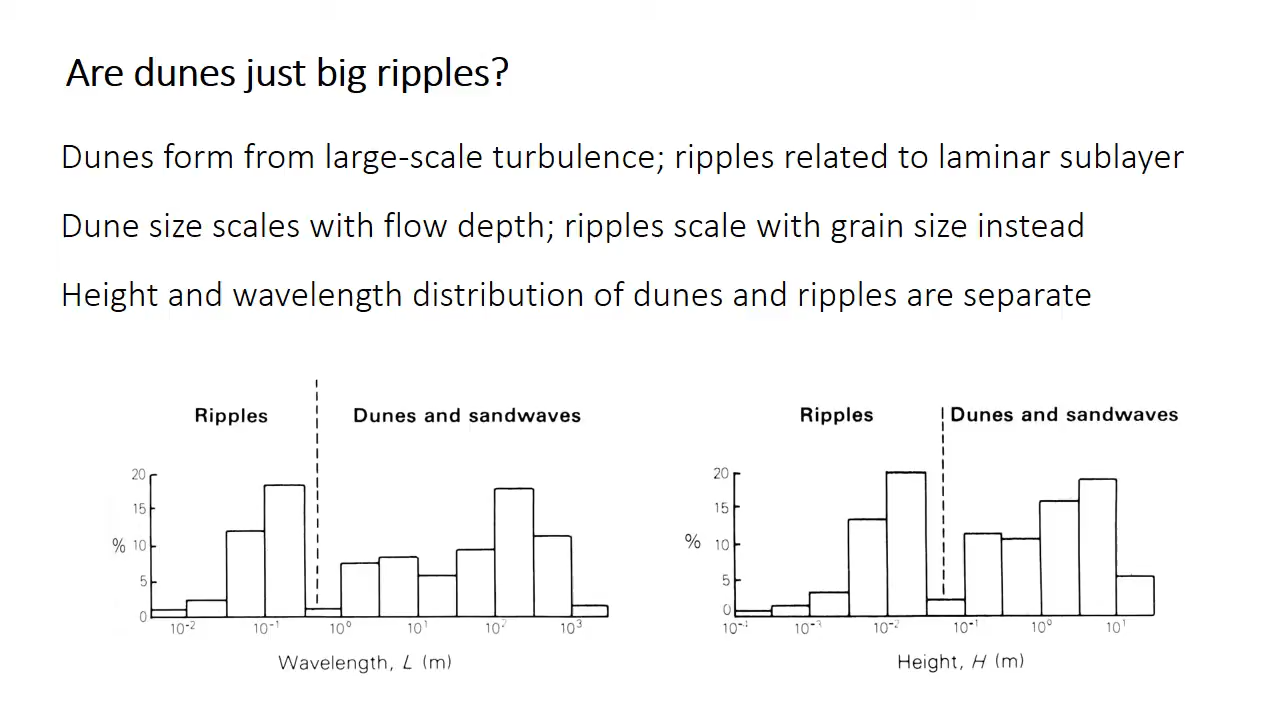 Are dunes just big ripples?
Dunes form from large-scale turbulence; ripples related to laminar sublayer
Dune size scales with flow depth; ripples scale with grain size instead
Height and wavelength distribution of dunes and ripples are separate
Ripples
Dunes and sandwaves
20
15
% 10
5
0
10⁻² 10⁻¹ 10⁰ 10¹ 10² 10³
Wavelength, L (m)
Ripples
Dunes and sandwaves
20
15
% 10
5
0
10⁻³ 10⁻² 10⁻¹ 10⁰ 10¹
Height, H (m)